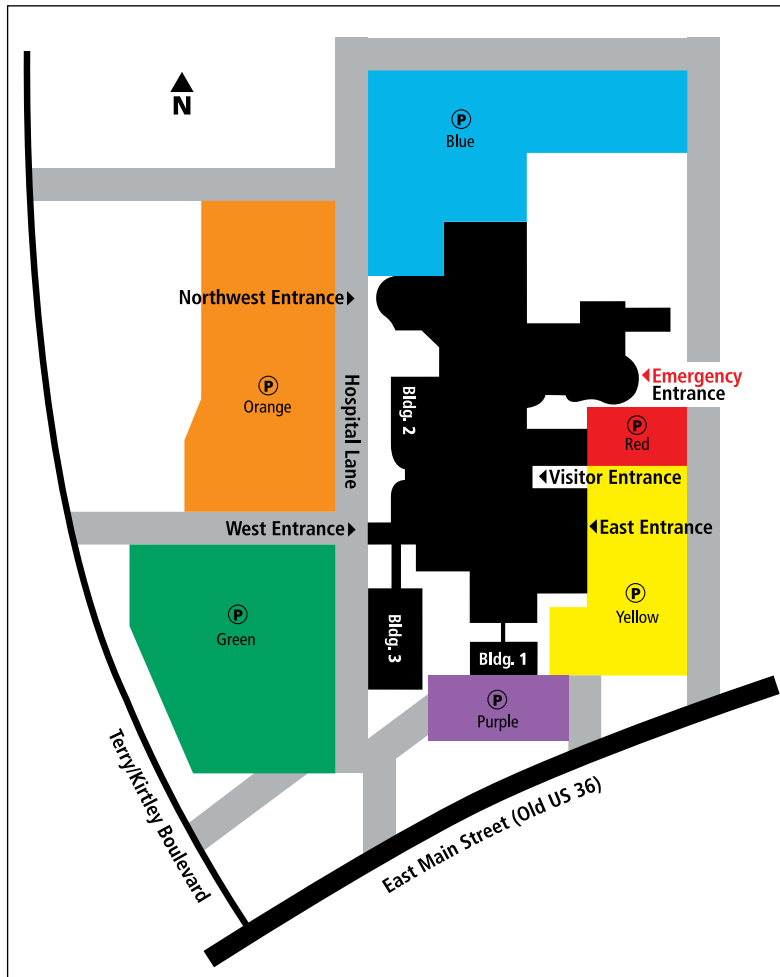 N
P
Blue
Northwest Entrance
Hospital Lane
Bldg. 2
Emergency
Entrance
P
Orange
P
Red
Visitor Entrance
West Entrance
East Entrance
P
Green
Bldg. 3
P
Yellow
Bldg. 1
P
Purple
Terry/Kirtley Boulevard
East Main Street (Old US 36)